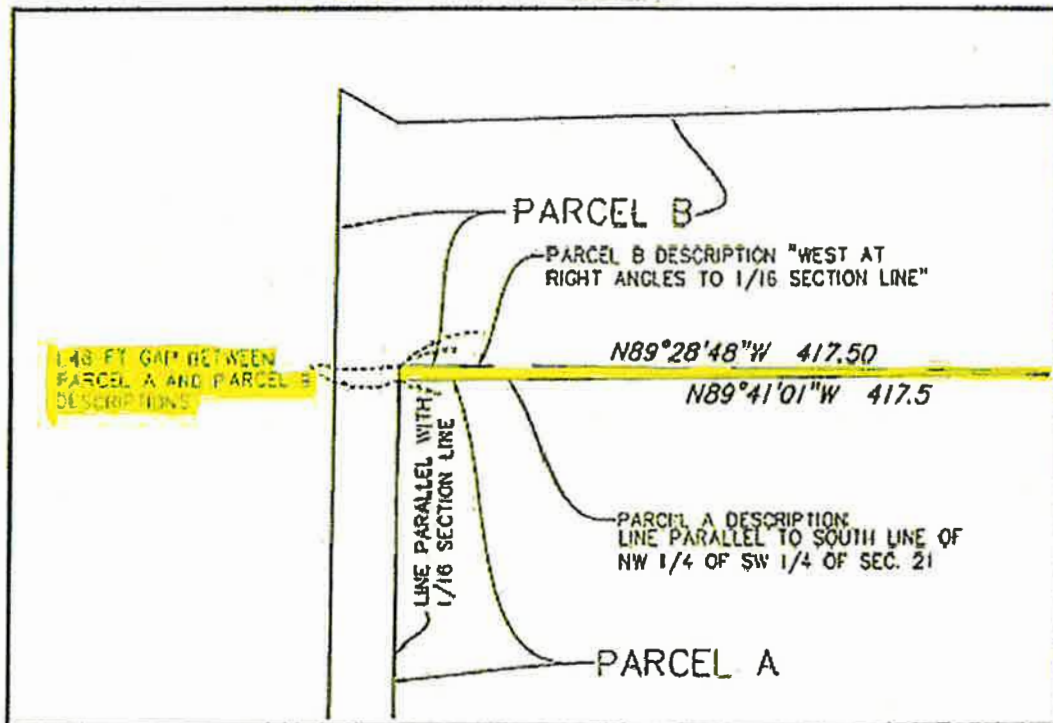 PARCEL B
PARCEL B DESCRIPTION "WEST AT
RIGHT ANGLES TO 1/16 SECTION LINE"
1.48 FT GAP BETWEEN
PARCEL A AND PARCEL B
DESCRIPTIONS
N89°28'48"W 417.50
N89°41'01"W 417.5
LINE PARALLEL WITH
1/16 SECTION LINE
PARCEL A DESCRIPTION
LINE PARALLEL TO SOUTH LINE OF
NW 1/4 OF SW 1/4 OF SEC. 21
PARCEL A